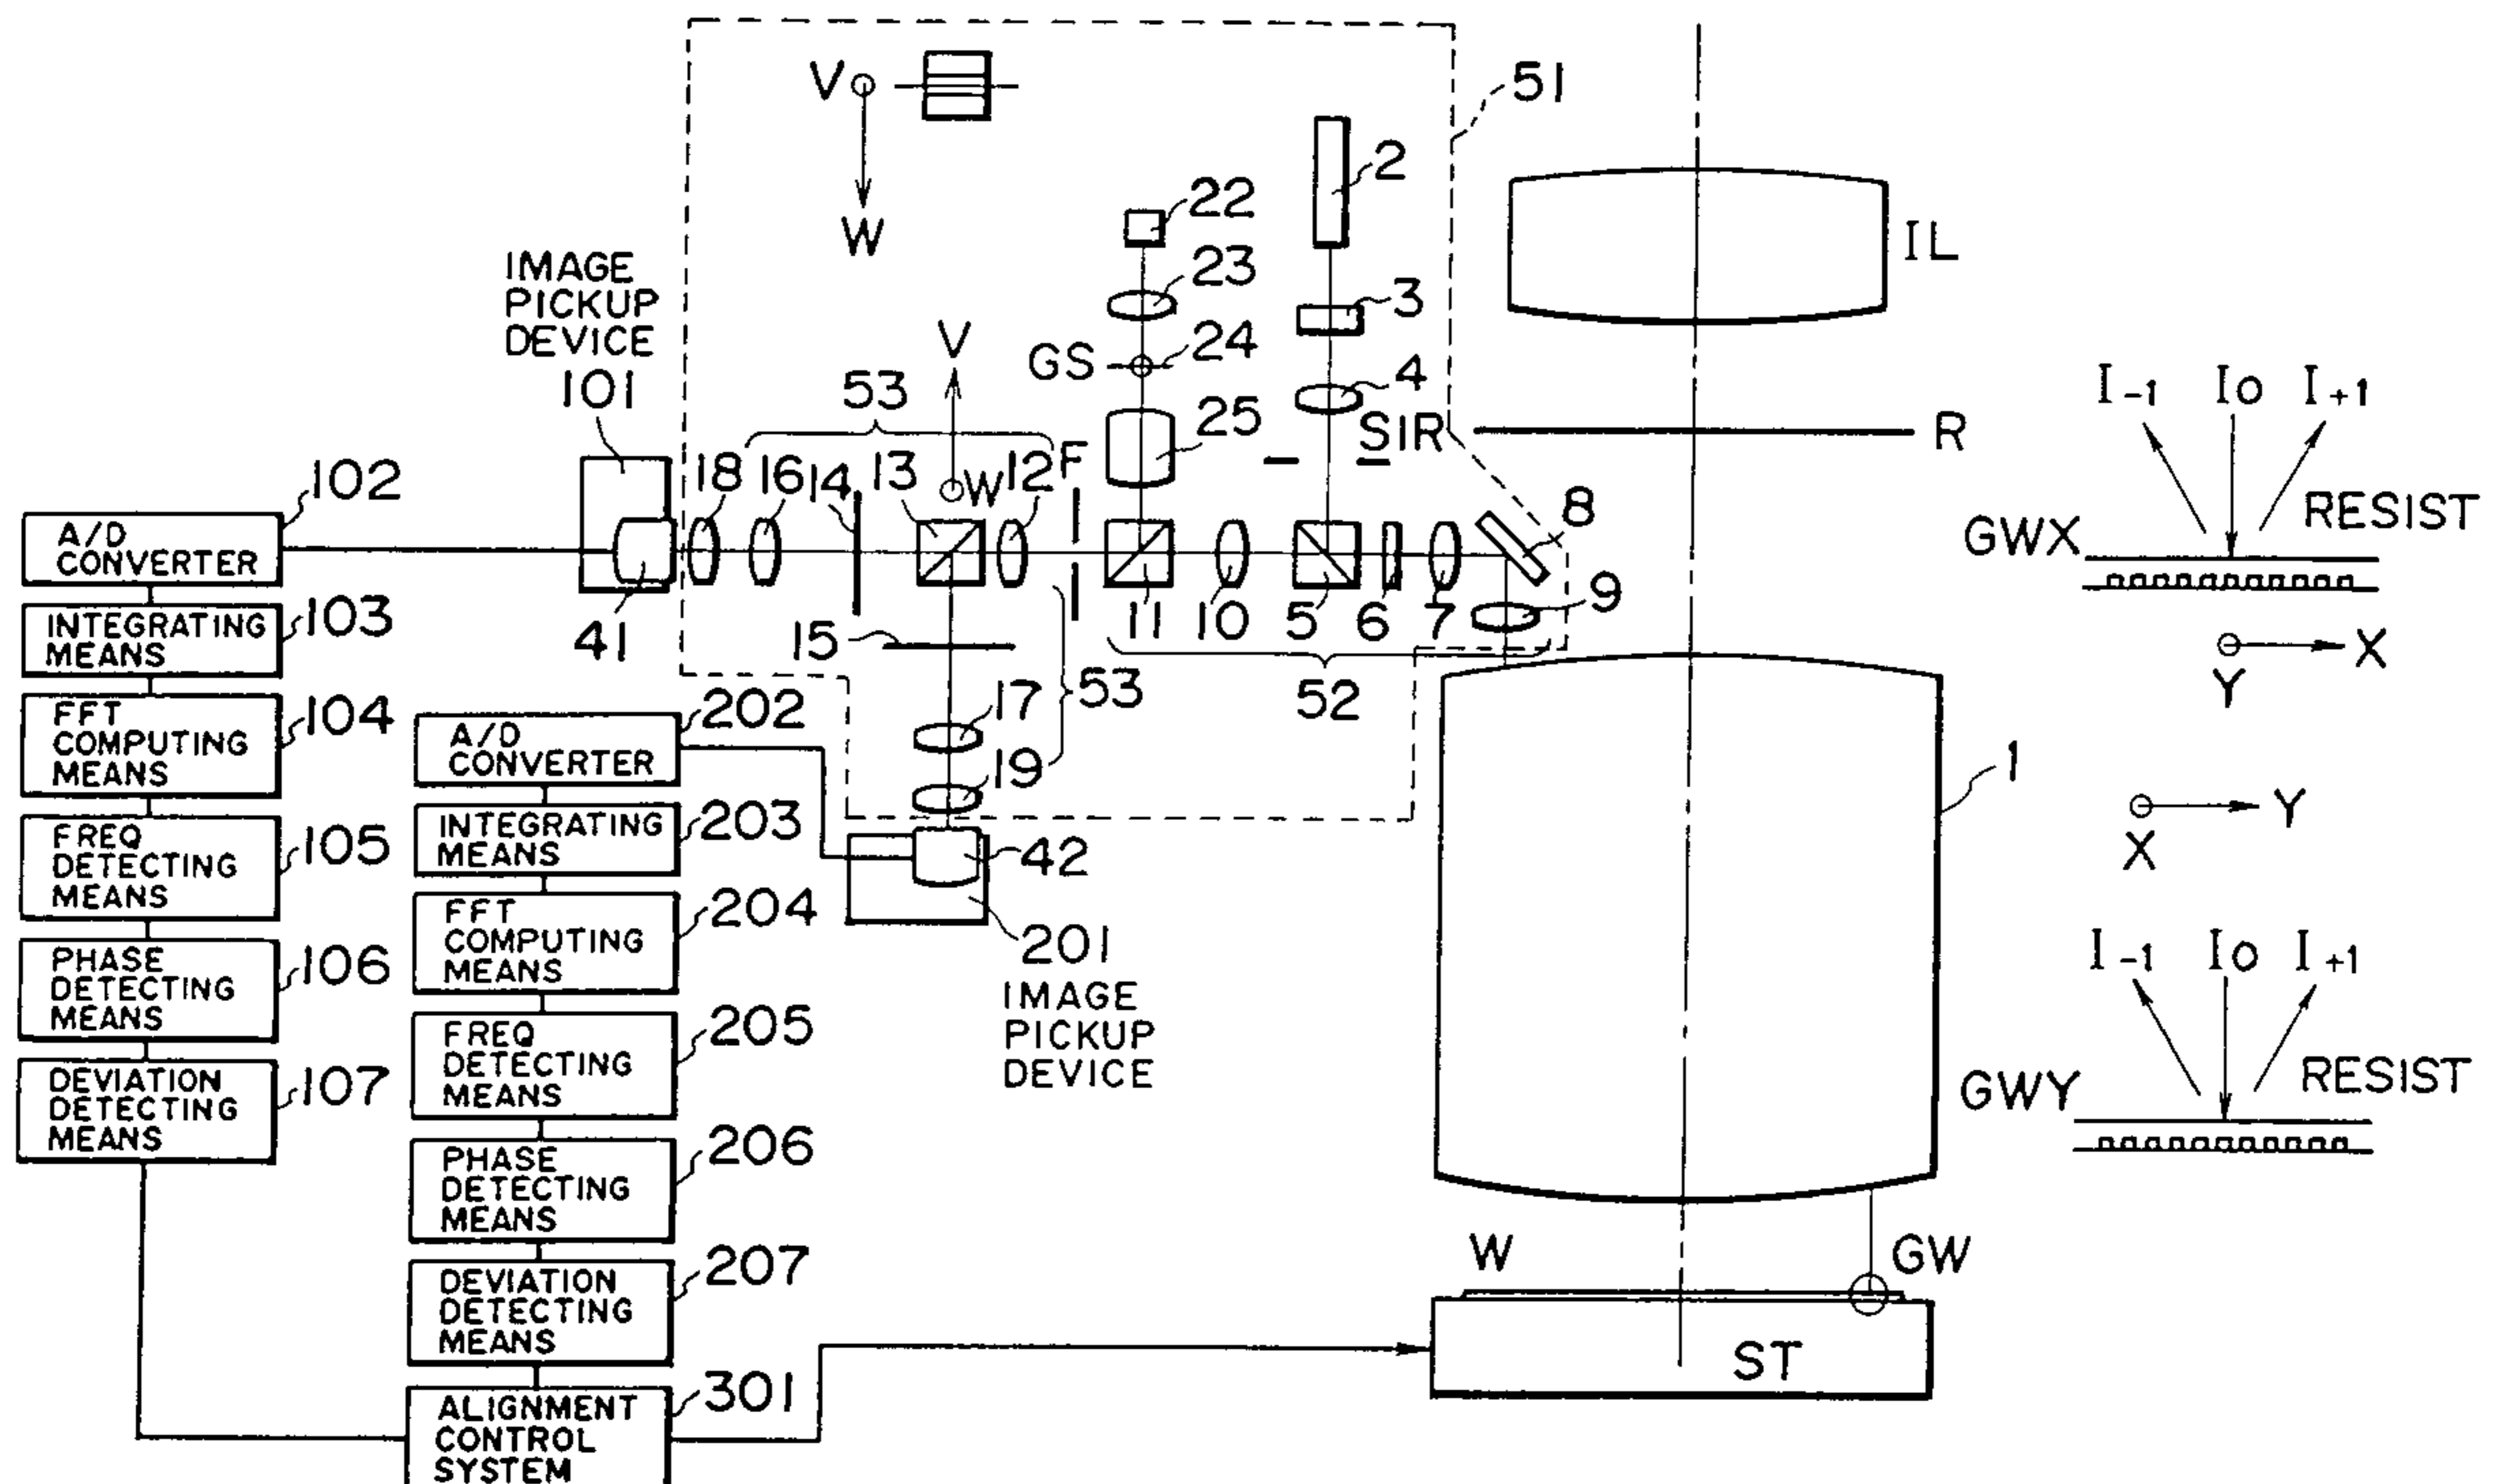 V
W
51
2
22
23
3
IL
IMAGE
PICKUP
DEVICE
101
V
GS
24
4
53
25
SIR
R
I-1 I0 I+1
RESIST
GWX
102
A/D
CONVERTER
18
16
14
13
W
12
F
8
41
11
10
5
6
7
9
X
Y
103
INTEGRATING
MEANS
15
53
52
104
FFT
COMPUTING
MEANS
202
A/D
CONVERTER
17
19
1
Y
X
105
FREQ
DETECTING
MEANS
203
INTEGRATING
MEANS
42
201
IMAGE
PICKUP
DEVICE
106
PHASE
DETECTING
MEANS
204
FFT
COMPUTING
MEANS
I-1 I0 I+1
RESIST
GWY
107
DEVIATION
DETECTING
MEANS
205
FREQ
DETECTING
MEANS
206
PHASE
DETECTING
MEANS
207
DEVIATION
DETECTING
MEANS
W
GW
ST
301
ALIGNMENT
CONTROL
SYSTEM